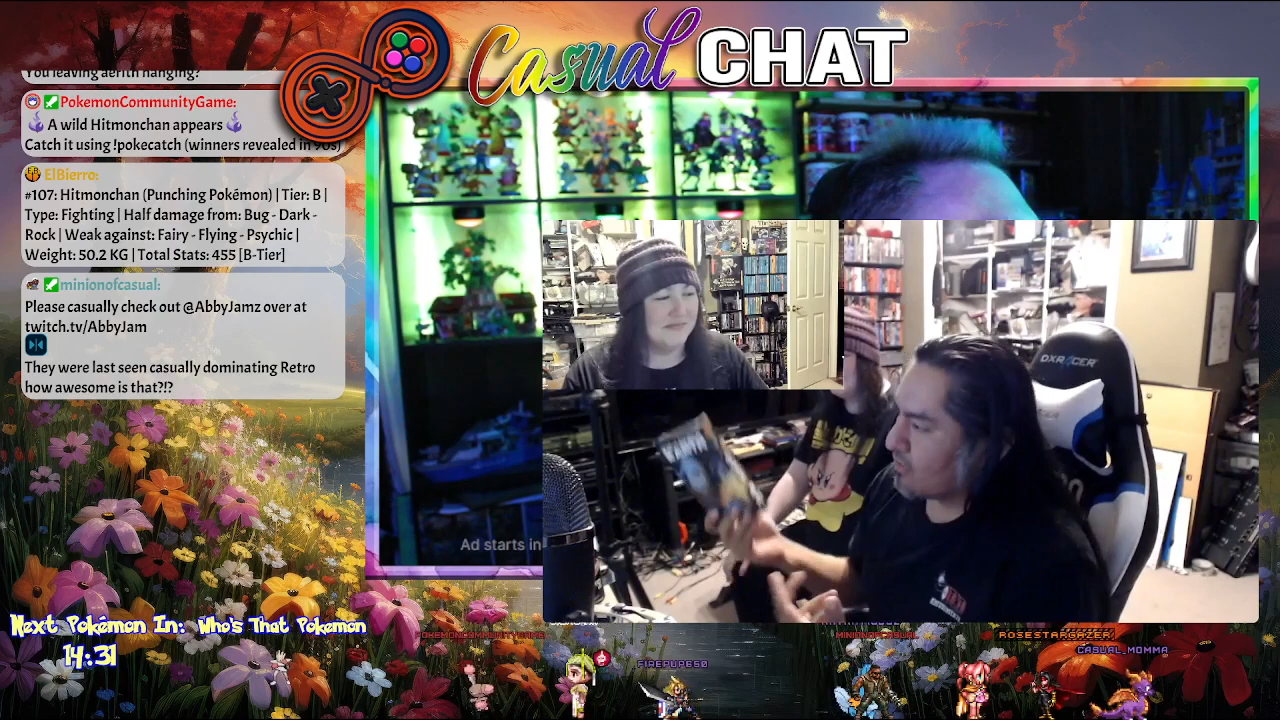 Casual CHAT
You leaving aerith hanging?
PokemonCommunityGame:
A wild Hitmonchan appears
Catch it using !pokecatch (winners revealed in 90s)
ElBierro:
#107: Hitmonchan (Punching Pokémon) | Tier: B |
Type: Fighting | Half damage from: Bug - Dark -
Rock | Weak against: Fairy - Flying - Psychic |
Weight: 50.2 KG | Total Stats: 455 [B-Tier]
minionofcasual:
Please casually check out @AbbyJamz over at
twitch.tv/AbbyJam
They were last seen casually dominating Retro
how awesome is that?!?
DXRACER
Ad starts in
Next Pokémon In: Who's That Pokemon
14:31
POKEMONCOMMUNITYGAME
FIREPUP650
MINIONOFCASUAL
ROSESTARGAZER
CASUAL_MOMMA